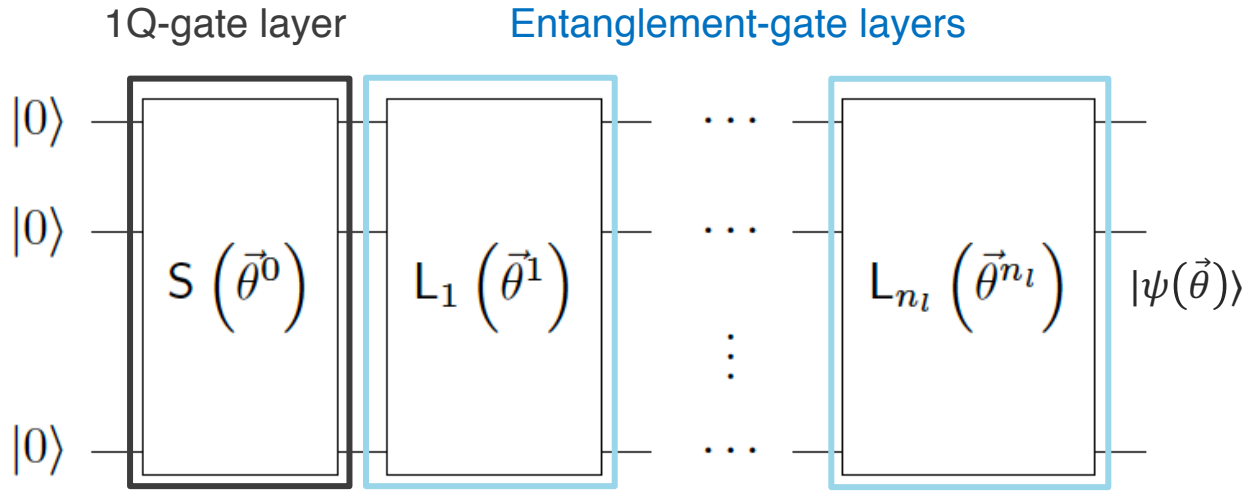 1Q-gate layer Entanglement-gate layers
|0⟩ ⋯ 
|0⟩ ⋯
S (θ⃗⁰) L₁ (θ⃗¹) L_{n_l} (θ⃗^{n_l}) |ψ(θ⃗)⟩
⋮
|0⟩ ⋯